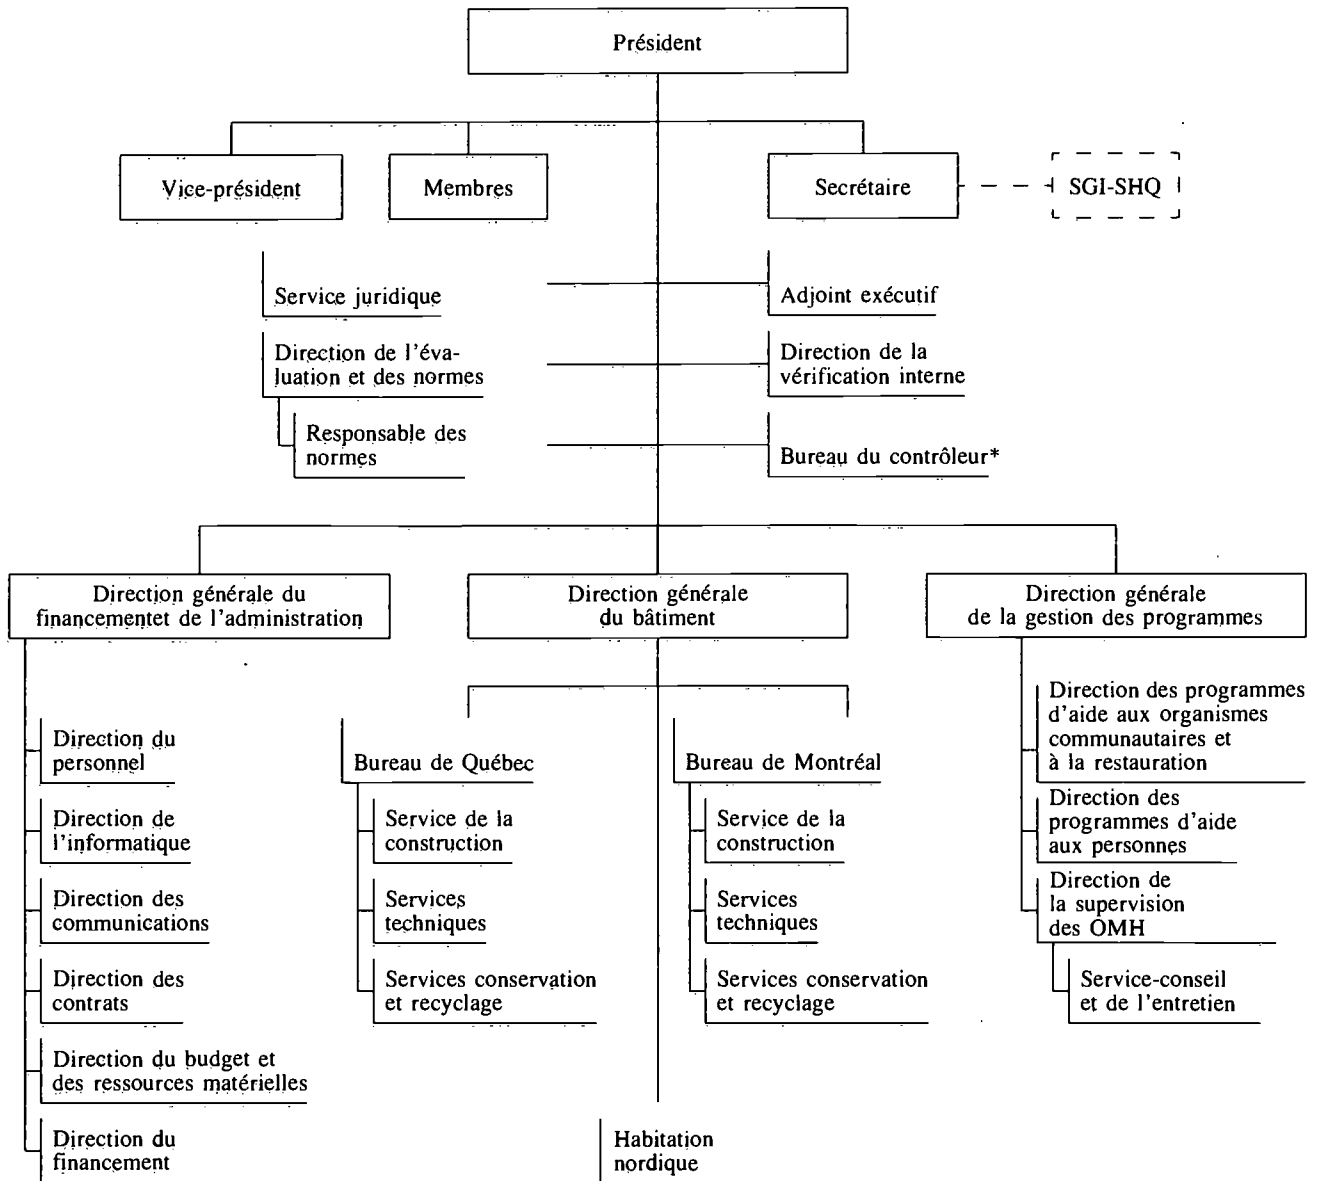 Président
Vice-président
Membres
Secrétaire
SGI-SHQ
Service juridique
Adjoint exécutif
Direction de l'éva-
luation et des normes
Direction de la
vérification interne
Responsable des
normes
Bureau du contrôleur*
Direction générale du
financementet de l'administration
Direction générale
du bâtiment
Direction générale
de la gestion des programmes
Direction du
personnel
Direction de
l'informatique
Direction des
communications
Direction des
contrats
Direction du budget et
des ressources matérielles
Direction du
financement
Bureau de Québec
Service de la
construction
Services
techniques
Services conservation
et recyclage
Bureau de Montréal
Service de la
construction
Services
techniques
Services conservation
et recyclage
Habitation
nordique
Direction des programmes
d'aide aux organismes
communautaires et
à la restauration
Direction des
programmes d'aide
aux personnes
Direction de
la supervision
des OMH
Service-conseil
et de l'entretien